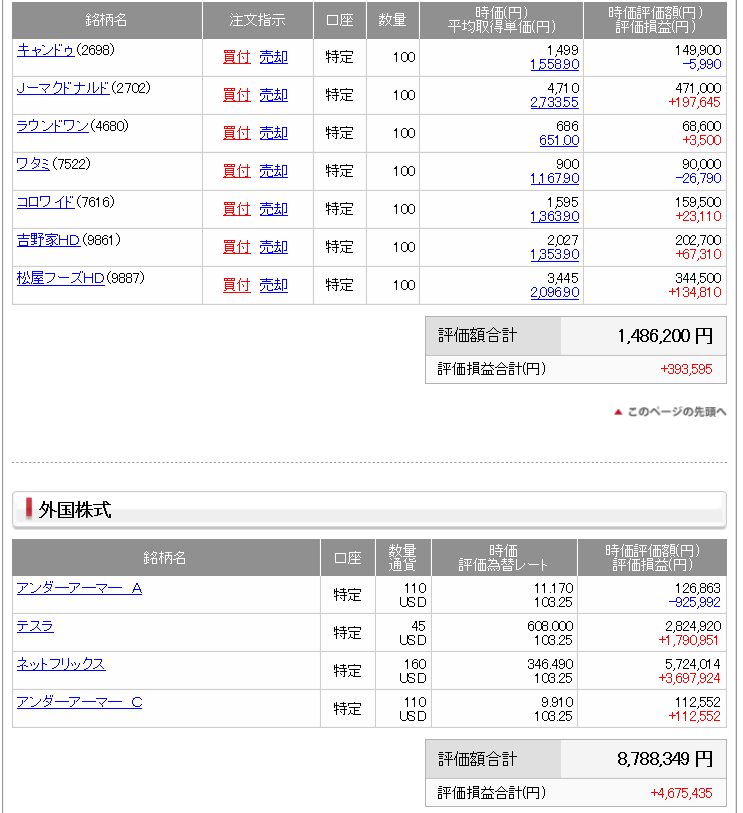 銘柄名 注文指示 口座 数量 時価(円) 時価評価額(円)
平均取得単価(円) 評価損益(円)
キャンドゥ(2698) 買付 売却 特定 100 1,499 149,900
1,558.90 -5,990
Jーマクドナルド(2702) 買付 売却 特定 100 4,710 471,000
2,733.55 +197,645
ラウンドワン(4680) 買付 売却 特定 100 686 68,600
651.00 +3,500
ワタミ(7522) 買付 売却 特定 100 900 90,000
1,167.90 -26,790
コロワイド(7616) 買付 売却 特定 100 1,595 159,500
1,363.90 +23,110
吉野家HD(9861) 買付 売却 特定 100 2,027 202,700
1,353.90 +67,310
松屋フーズHD(9887) 買付 売却 特定 100 3,445 344,500
2,096.90 +134,810
評価額合計 1,486,200 円
評価損益合計(円) +393,595
▲ このページの先頭へ
外国株式
銘柄名 口座 数量 時価 時価評価額(円)
通貨 評価為替レート 評価損益(円)
アンダーアーマー A 特定 110 11.170 126,863
USD 103.25 -925,992
テスラ 特定 45 608.000 2,824,920
USD 103.25 +1,790,951
ネットフリックス 特定 160 346.490 5,724,014
USD 103.25 +3,697,924
アンダーアーマー C 特定 110 9.910 112,552
USD 103.25 +112,552
評価額合計 8,788,349 円
評価損益合計(円) +4,675,435